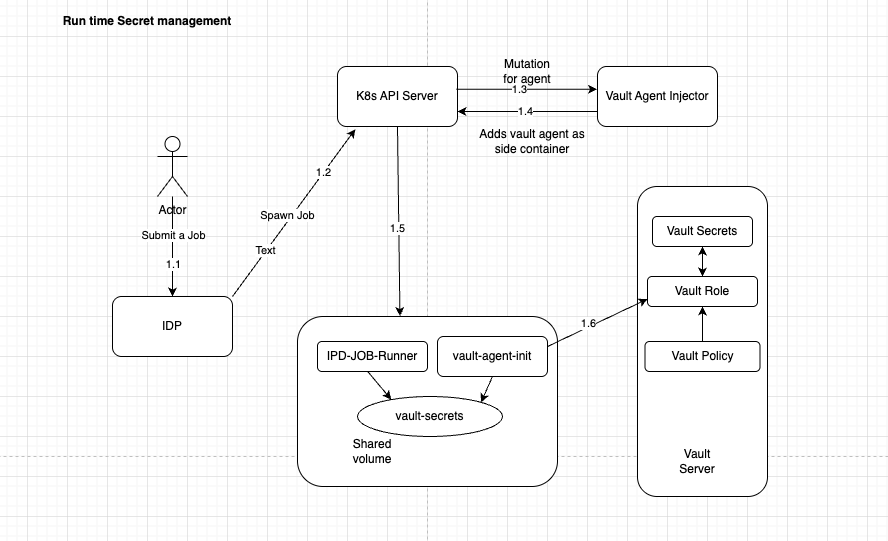 Run time Secret management
Mutation
for agent
1.3
K8s API Server
Vault Agent Injector
1.4
Adds vault agent as
side container
1.2
Actor
Spawn Job
Submit a Job
Text
1.1
1.5
Vault Secrets
Vault Role
IDP
1.6
IPD-JOB-Runner
vault-agent-init
Vault Policy
vault-secrets
Shared
volume
Vault
Server